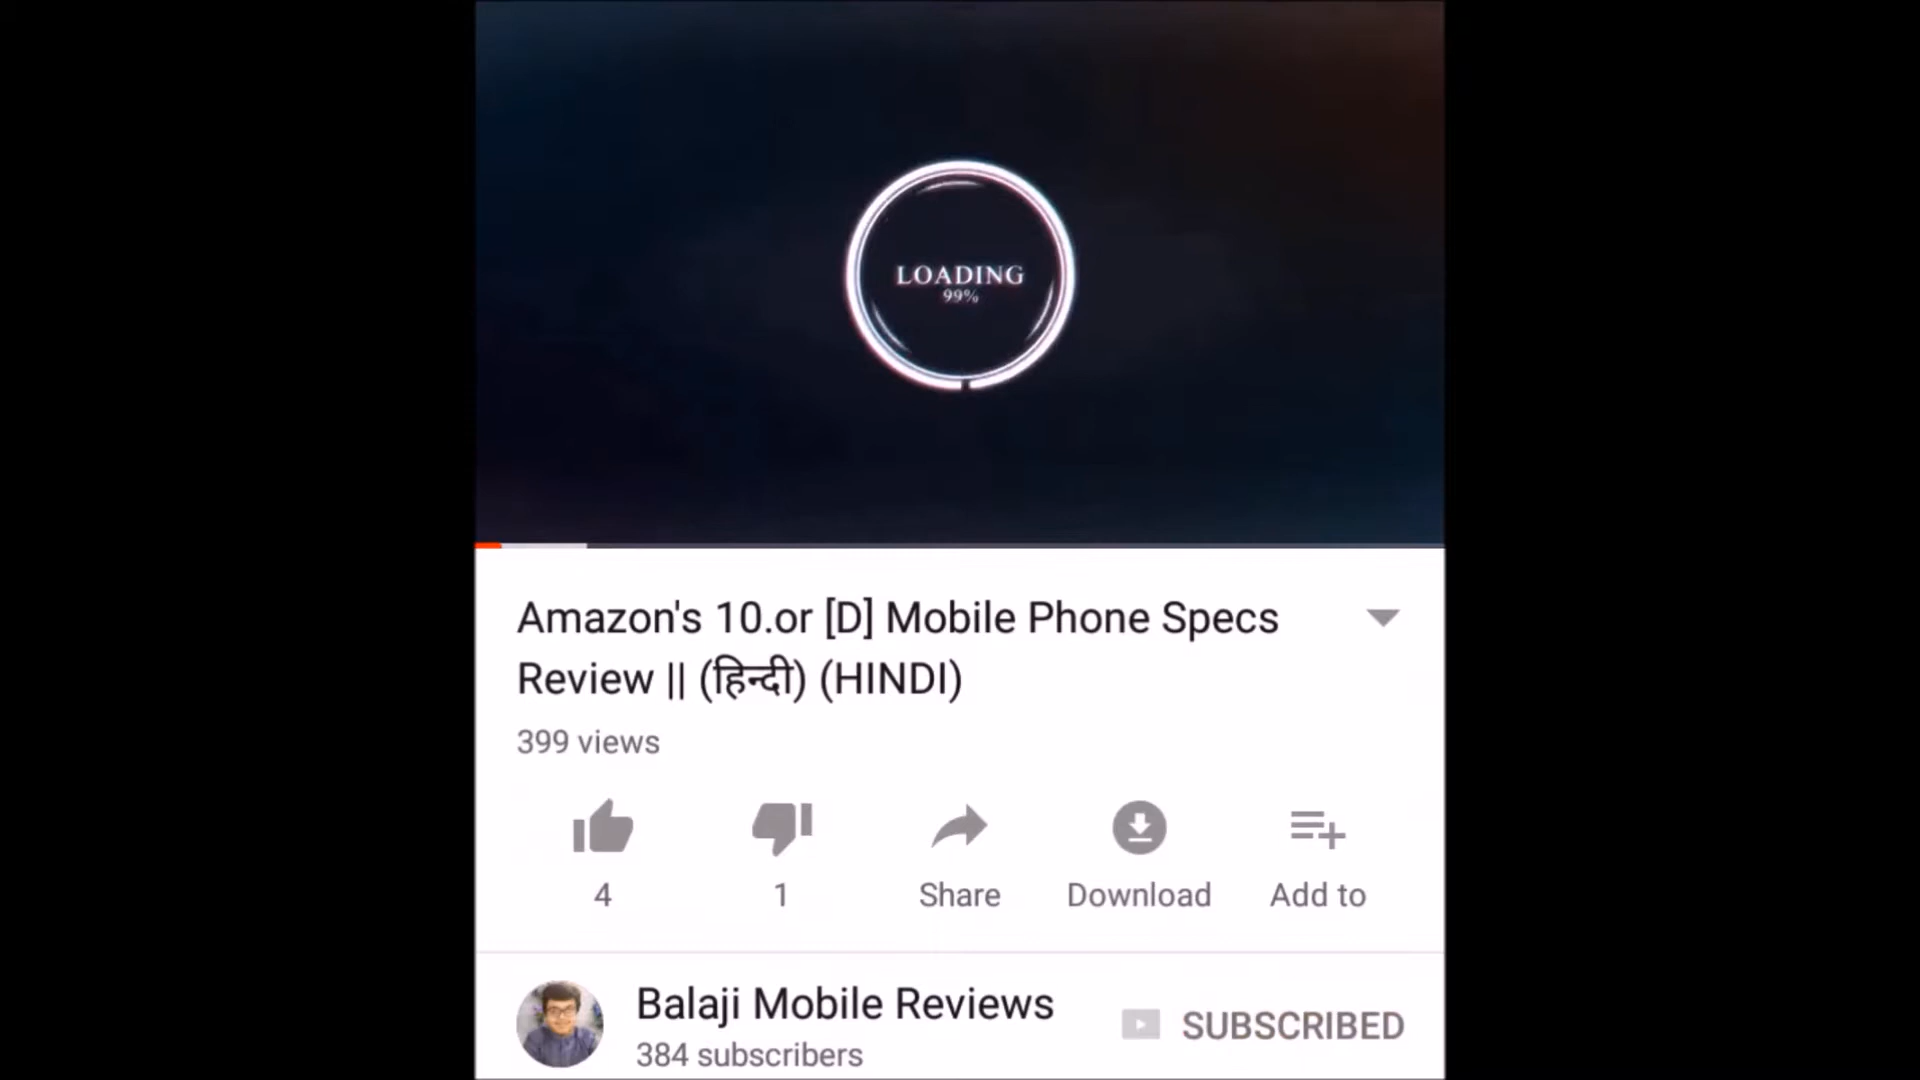 LOADING
99%
Amazon's 10.or [D] Mobile Phone Specs
Review || (हिन्दी) (HINDI)
399 views
4
1
Share
Download
Add to
Balaji Mobile Reviews
SUBSCRIBED
384 subscribers